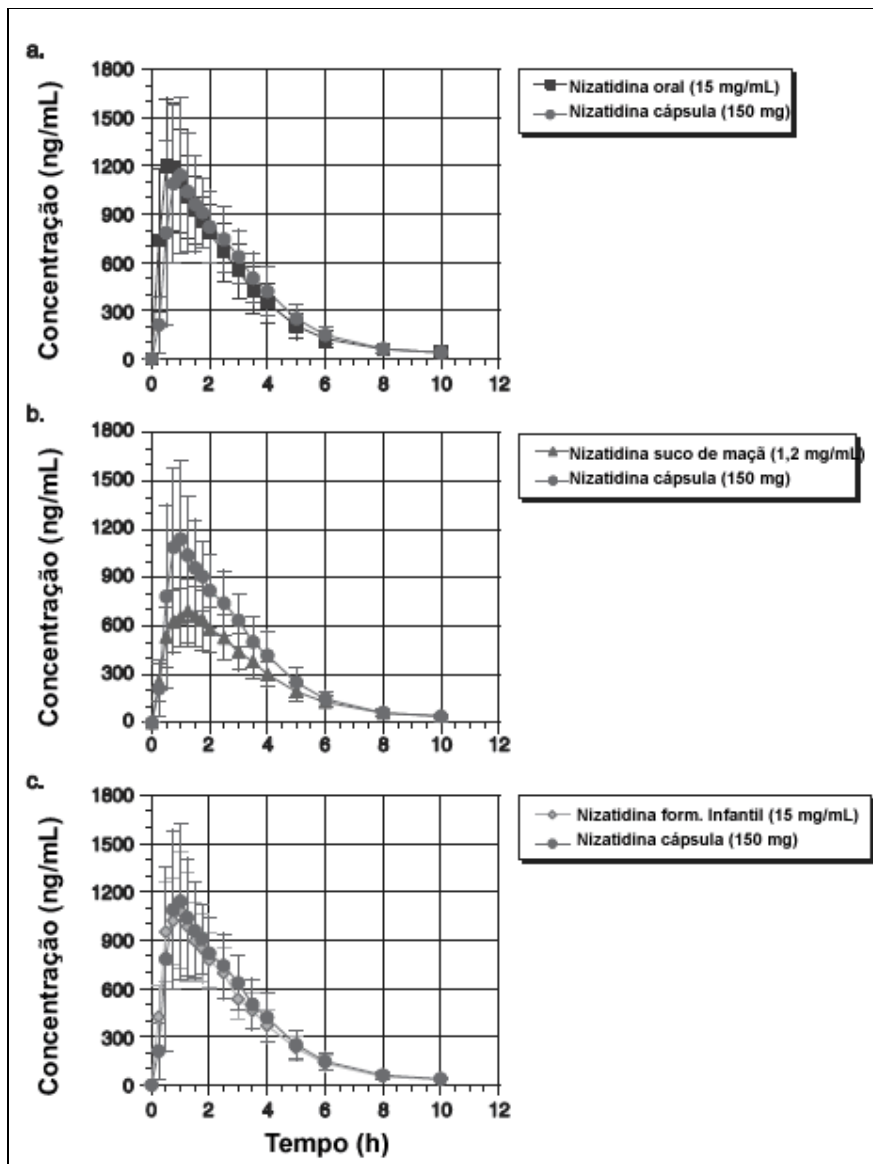 a.
Concentração (ng/mL)
1800
1500
1200
900
600
300
0
0 2 4 6 8 10 12
Nizatidina oral (15 mg/mL)
Nizatidina cápsula (150 mg)
b.
Concentração (ng/mL)
1800
1500
1200
900
600
300
0
0 2 4 6 8 10 12
Nizatidina suco de maçã (1,2 mg/mL)
Nizatidina cápsula (150 mg)
c.
Concentração (ng/mL)
1800
1500
1200
900
600
300
0
0 2 4 6 8 10 12
Tempo (h)
Nizatidina form. Infantil (15 mg/mL)
Nizatidina cápsula (150 mg)